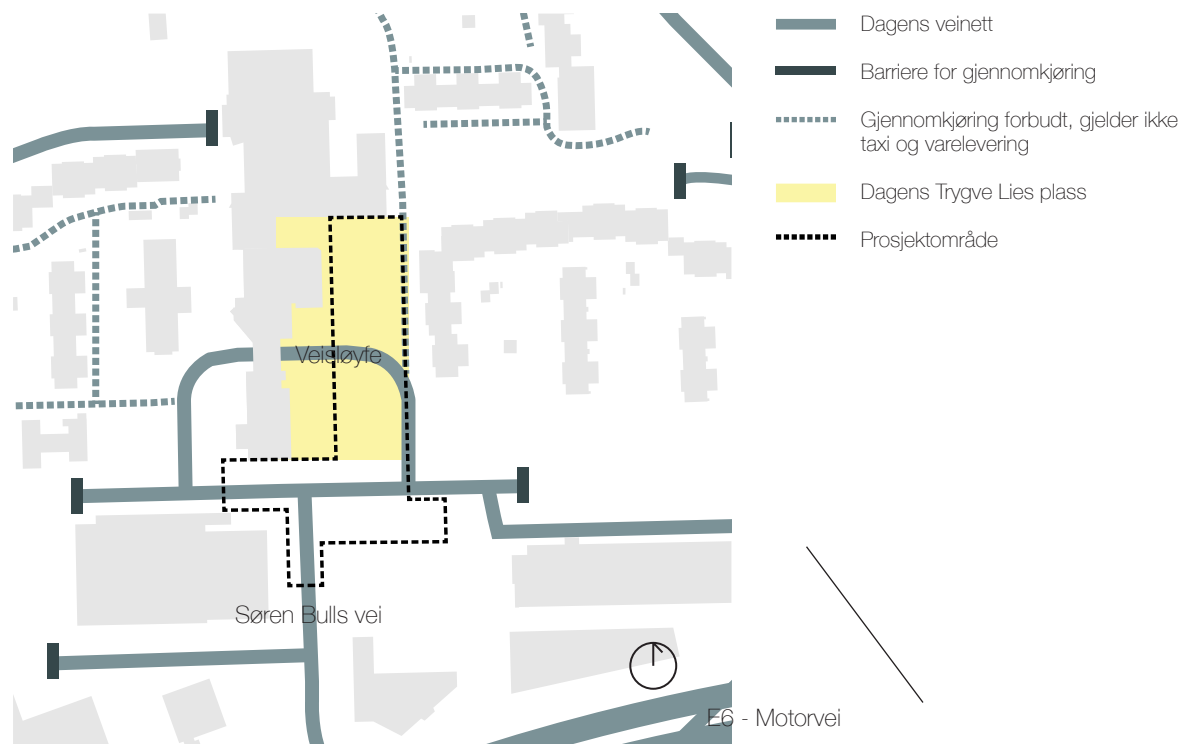 Dagens veinett
Barriere for gjennomkjøring
Gjennomkjøring forbudt, gjelder ikke
taxi og varelevering
Dagens Trygve Lies plass
Prosjektområde
Veisløyfe
Søren Bulls vei
E6 - Motorvei